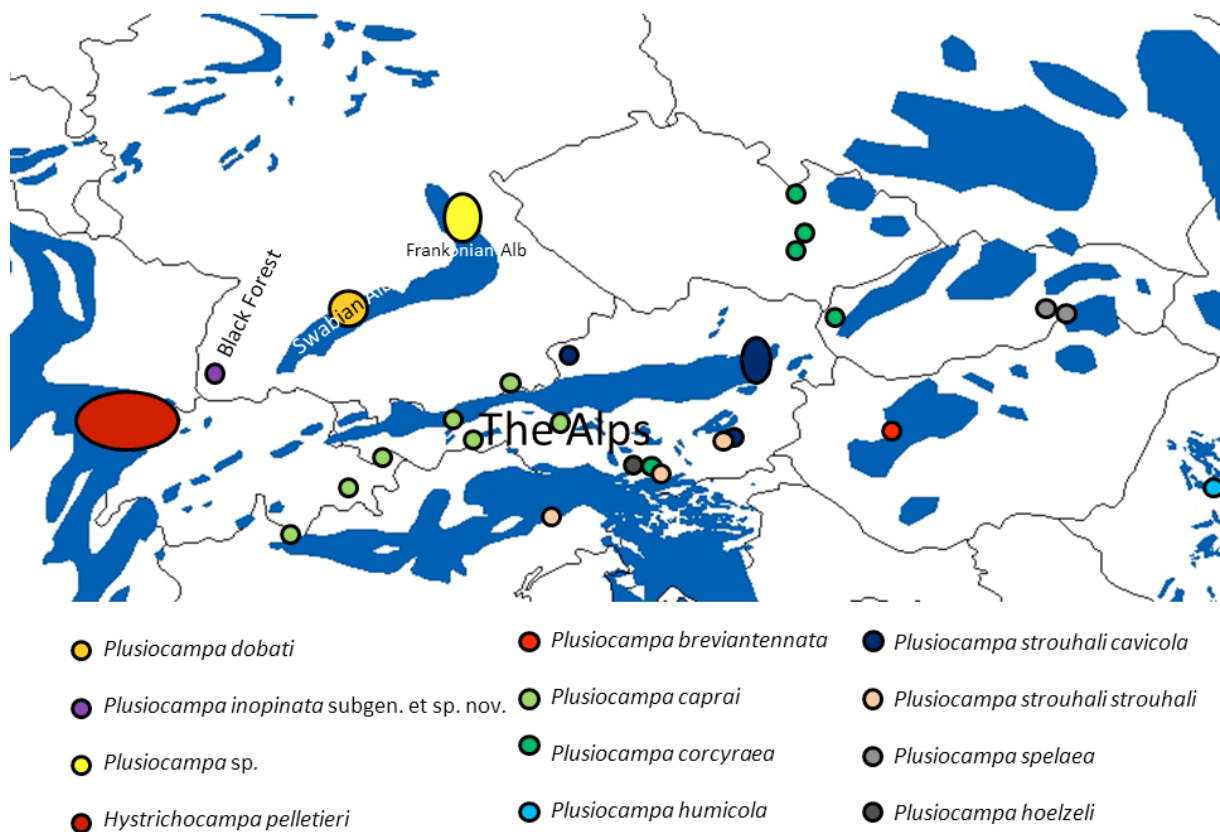 Frankonian Alb
Swabian Alb
Black Forest
The Alps
Plusiocampa dobati
Plusiocampa inopinata subgen. et sp. nov.
Plusiocampa sp.
Hystrichocampa pelletieri
Plusiocampa breviantennata
Plusiocampa caprai
Plusiocampa corcyraea
Plusiocampa humicola
Plusiocampa strouhali cavicola
Plusiocampa strouhali strouhali
Plusiocampa spelaea
Plusiocampa hoelzeli